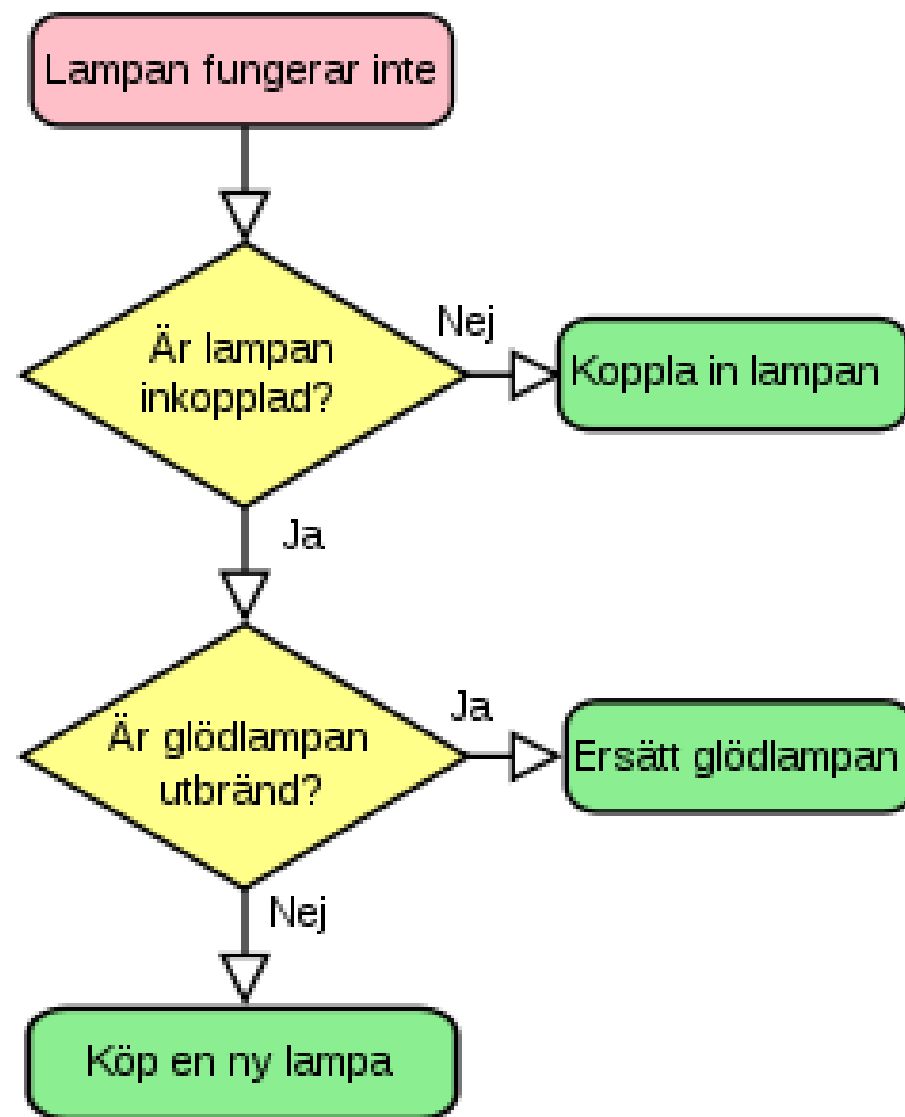 Lampan fungerar inte
Är lampan
inkopplad?
Nej
Koppla in lampan
Ja
Är glödlampan
utbränd?
Ja
Ersätt glödlampan
Nej
Köp en ny lampa